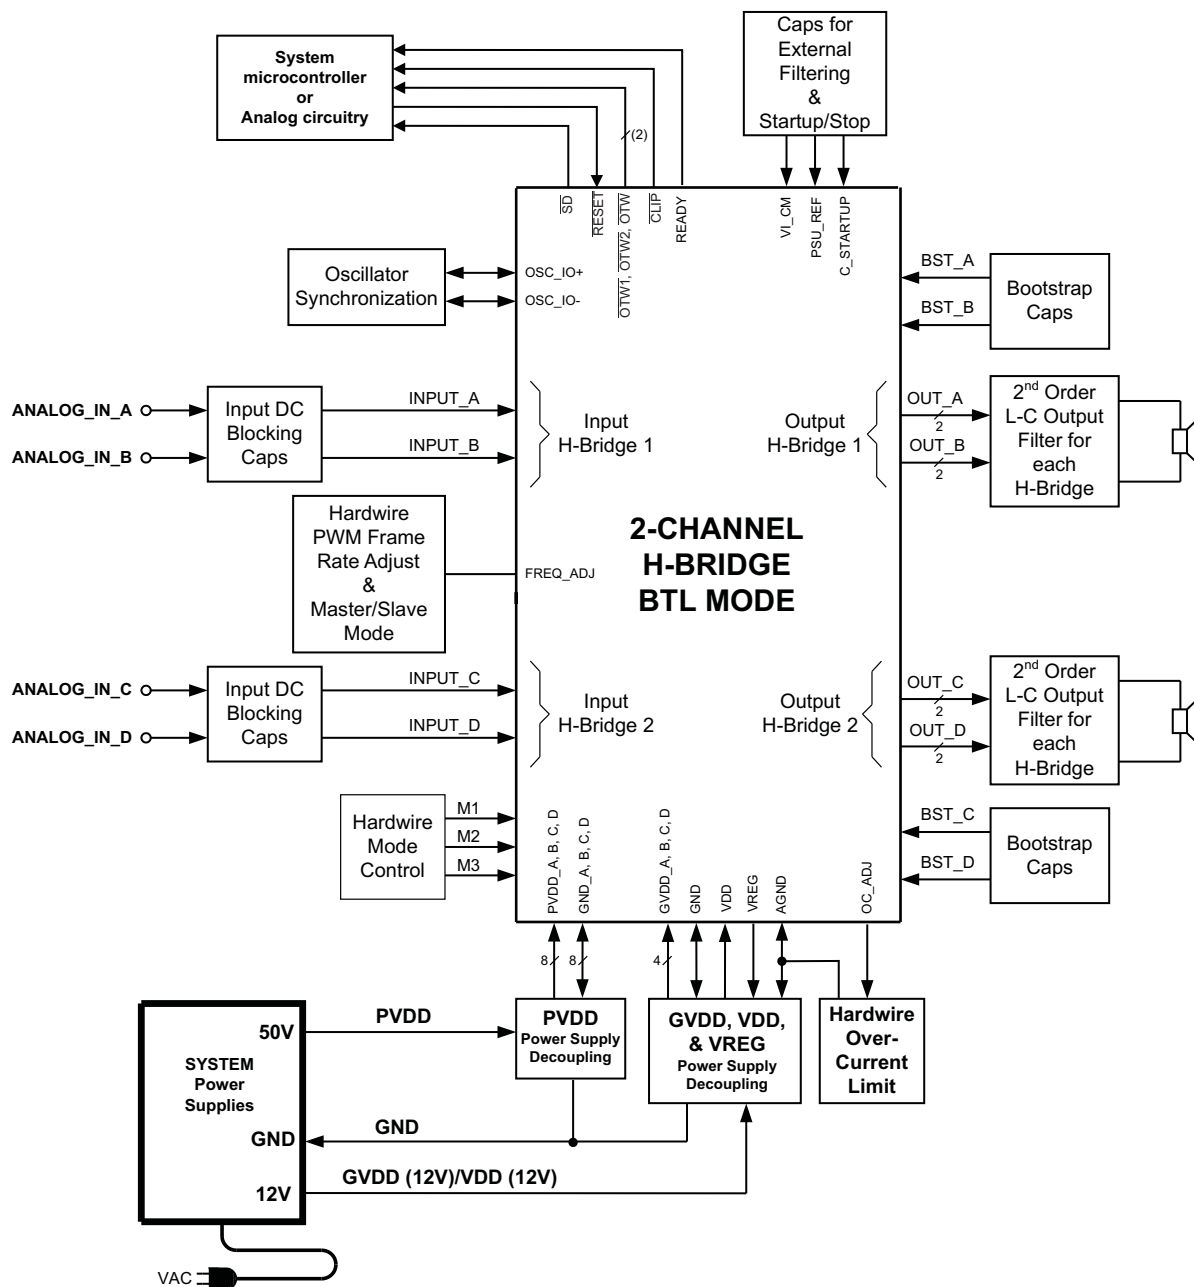 System
microcontroller
or
Analog circuitry
Caps for
External
Filtering
&
Startup/Stop
(2)
SD
RESET
OTW1, OTW2, OTW
CLIP
READY
VI_CM
PSU_REF
C_STARTUP
Oscillator
Synchronization
OSC_IO+
OSC_IO-
BST_A
BST_B
Bootstrap
Caps
ANALOG_IN_A
ANALOG_IN_B
Input DC
Blocking
Caps
INPUT_A
INPUT_B
Input
H-Bridge 1
Output
H-Bridge 1
OUT_A
2
OUT_B
2
2nd Order
L-C Output
Filter for
each
H-Bridge
Hardwire
PWM Frame
Rate Adjust
&
Master/Slave
Mode
FREQ_ADJ
2-CHANNEL
H-BRIDGE
BTL MODE
ANALOG_IN_C
ANALOG_IN_D
Input DC
Blocking
Caps
INPUT_C
INPUT_D
Input
H-Bridge 2
Output
H-Bridge 2
OUT_C
2
OUT_D
2
2nd Order
L-C Output
Filter for
each
H-Bridge
Hardwire
Mode
Control
M1
M2
M3
PVDD_A, B, C, D
GND_A, B, C, D
GVDD_A, B, C, D
GND
VDD
VREG
AGND
OC_ADJ
BST_C
BST_D
Bootstrap
Caps
8
8
4
50V
SYSTEM
Power
Supplies
GND
12V
PVDD
PVDD
Power Supply
Decoupling
GVDD, VDD,
& VREG
Power Supply
Decoupling
Hardwire
Over-
Current
Limit
GND
GVDD (12V)/VDD (12V)
VAC